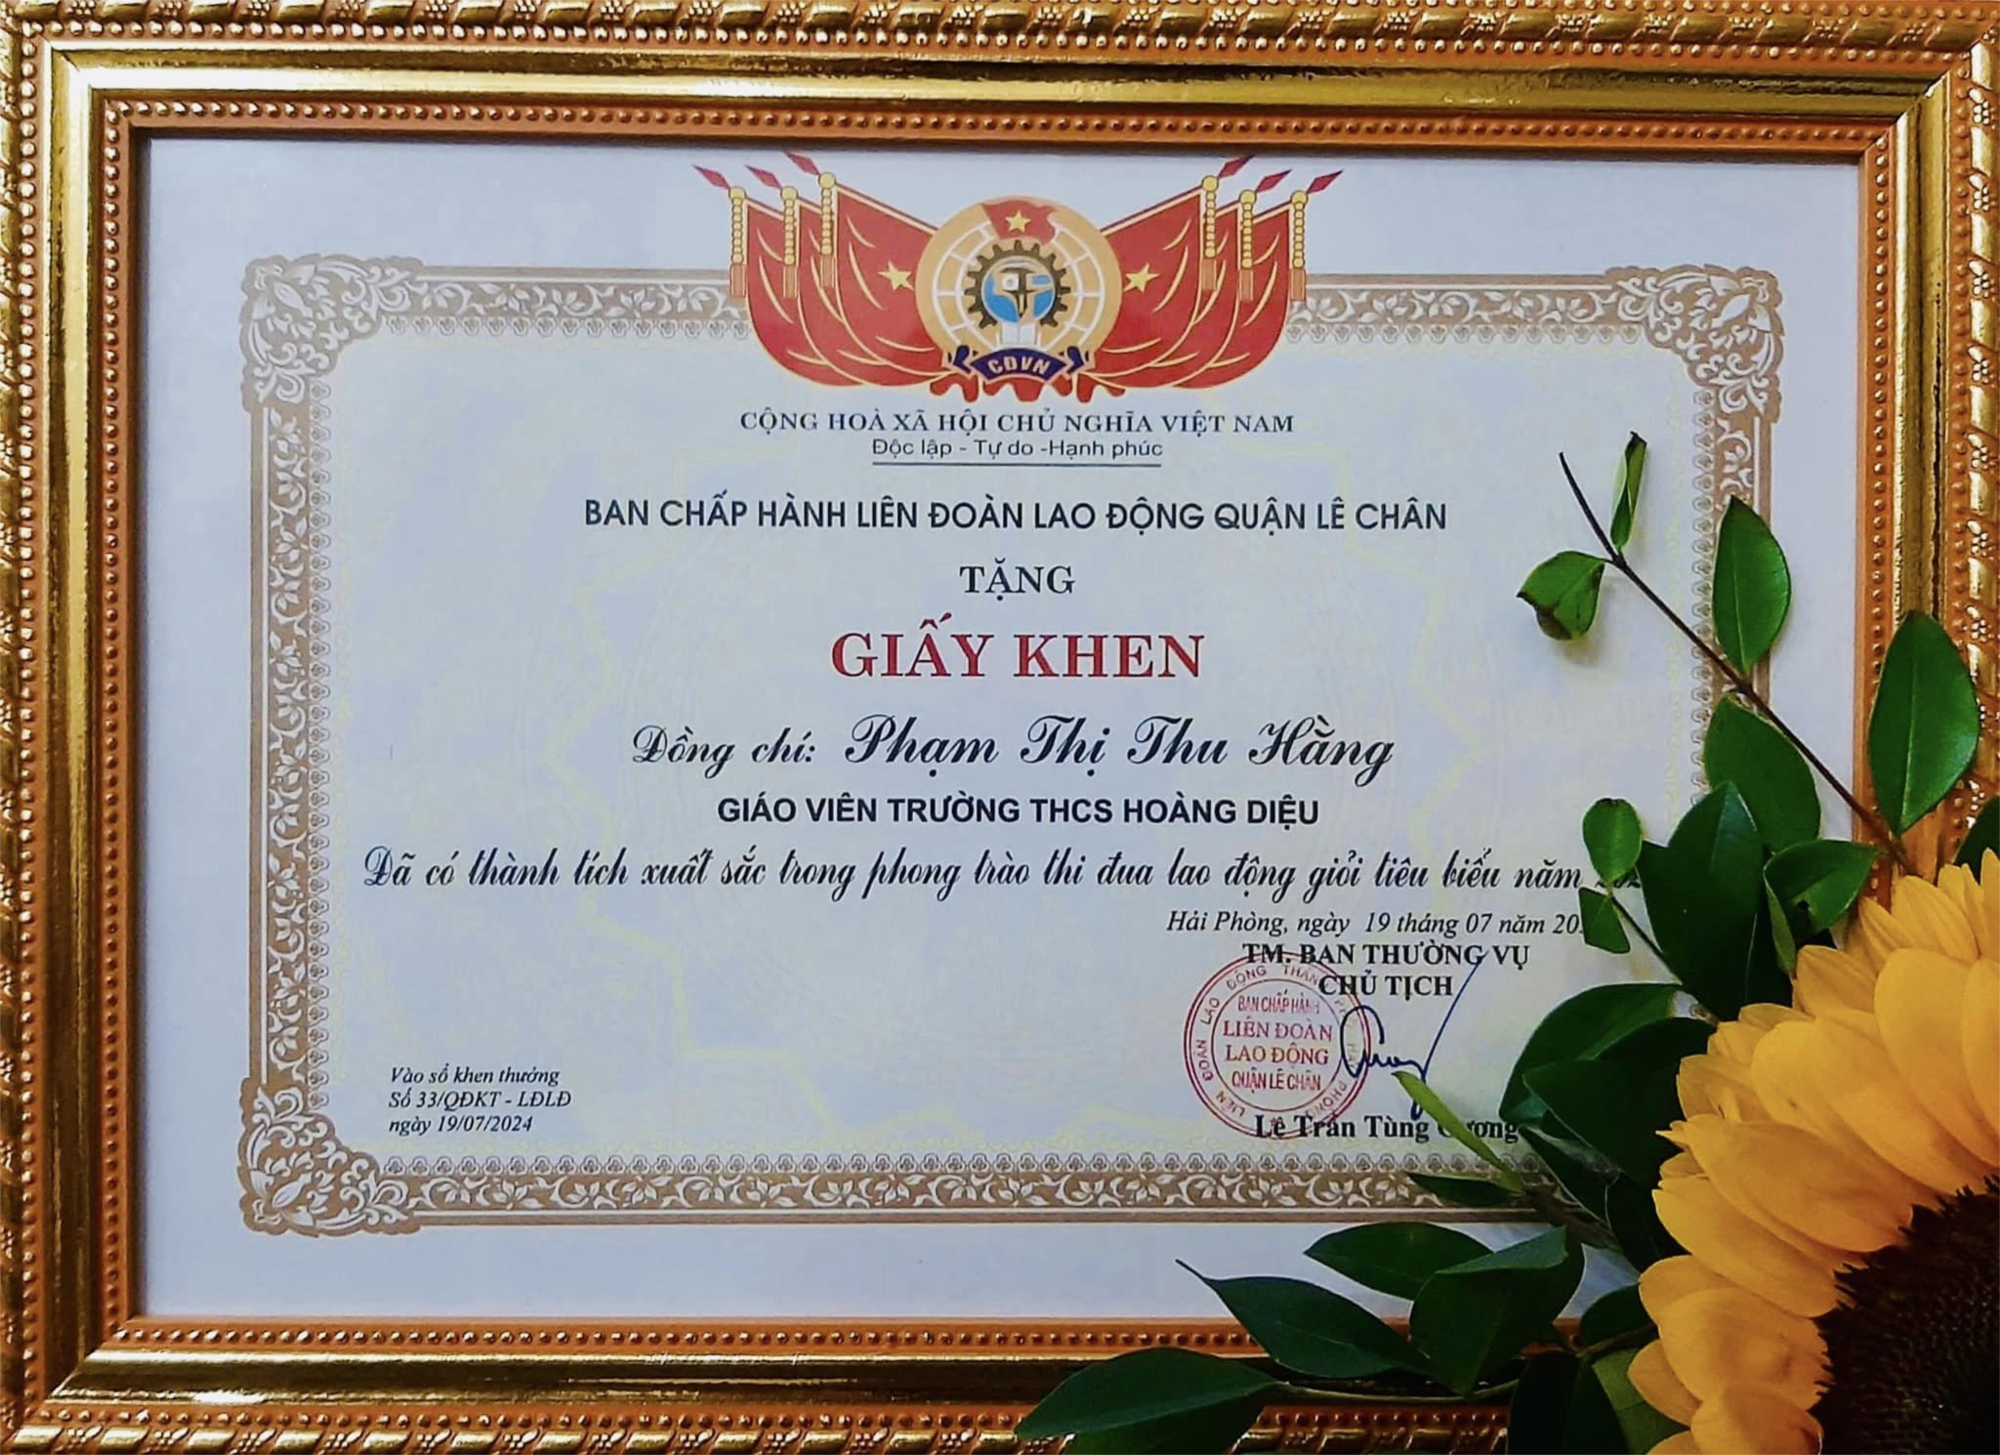 CĐVN
CỘNG HOÀ XÃ HỘI CHỦ NGHĨA VIỆT NAM
Độc lập - Tự do -Hạnh phúc
BAN CHẤP HÀNH LIÊN ĐOÀN LAO ĐỘNG QUẬN LÊ CHÂN
TẶNG
GIẤY KHEN
Đồng chí: Phạm Thị Thu Hằng
GIÁO VIÊN TRƯỜNG THCS HOÀNG DIỆU
Đã có thành tích xuất sắc trong phong trào thi đua lao động giỏi tiêu biểu năm
Hải Phòng, ngày 19 tháng 07 năm
TM. BAN THƯỜNG VỤ
CHỦ TỊCH
BAN CHẤP HÀNH
LIÊN ĐOÀN
LAO ĐỘNG
QUẬN LÊ CHÂN
LIÊN ĐOÀN LAO ĐỘNG
Lê Trần Tùng
Vào sổ khen thưởng
Số 33/QĐKT - LĐLĐ
ngày 19/07/2024